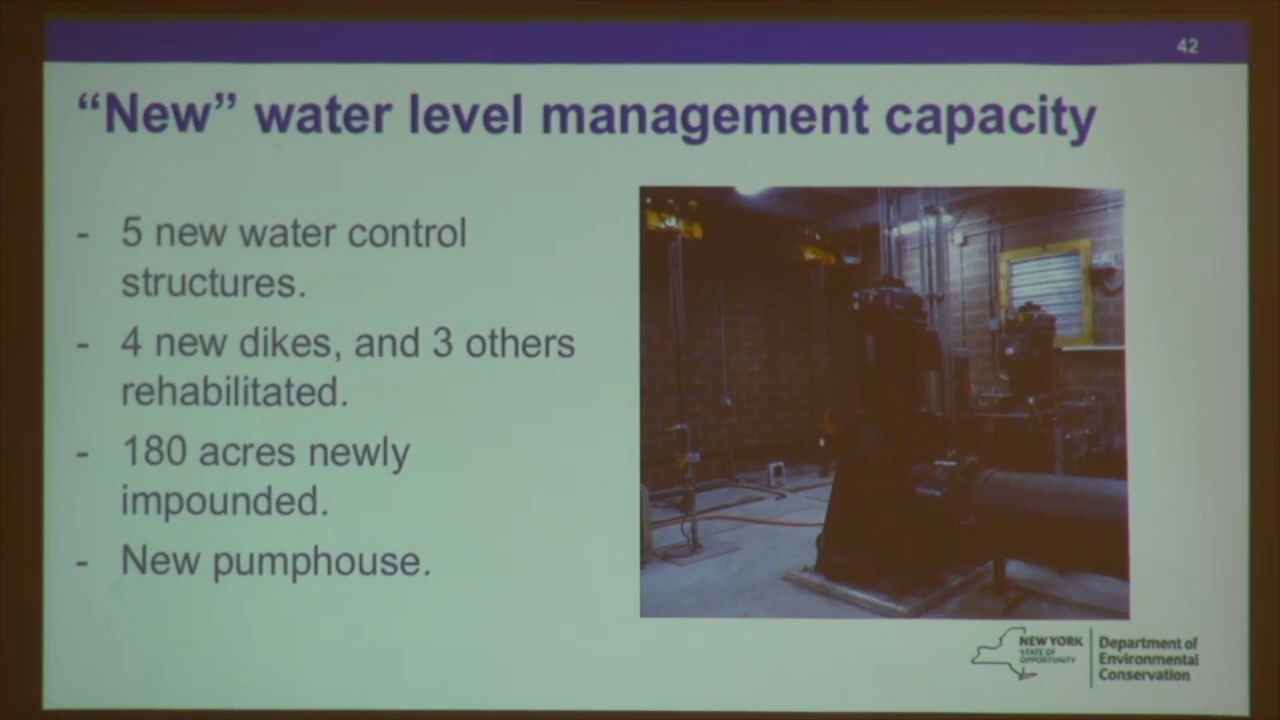 42
“New” water level management capacity
- 5 new water control
structures.
- 4 new dikes, and 3 others
rehabilitated.
- 180 acres newly
impounded.
- New pumphouse.
NEW YORK
STATE OF
OPPORTUNITY
Department of
Environmental
Conservation